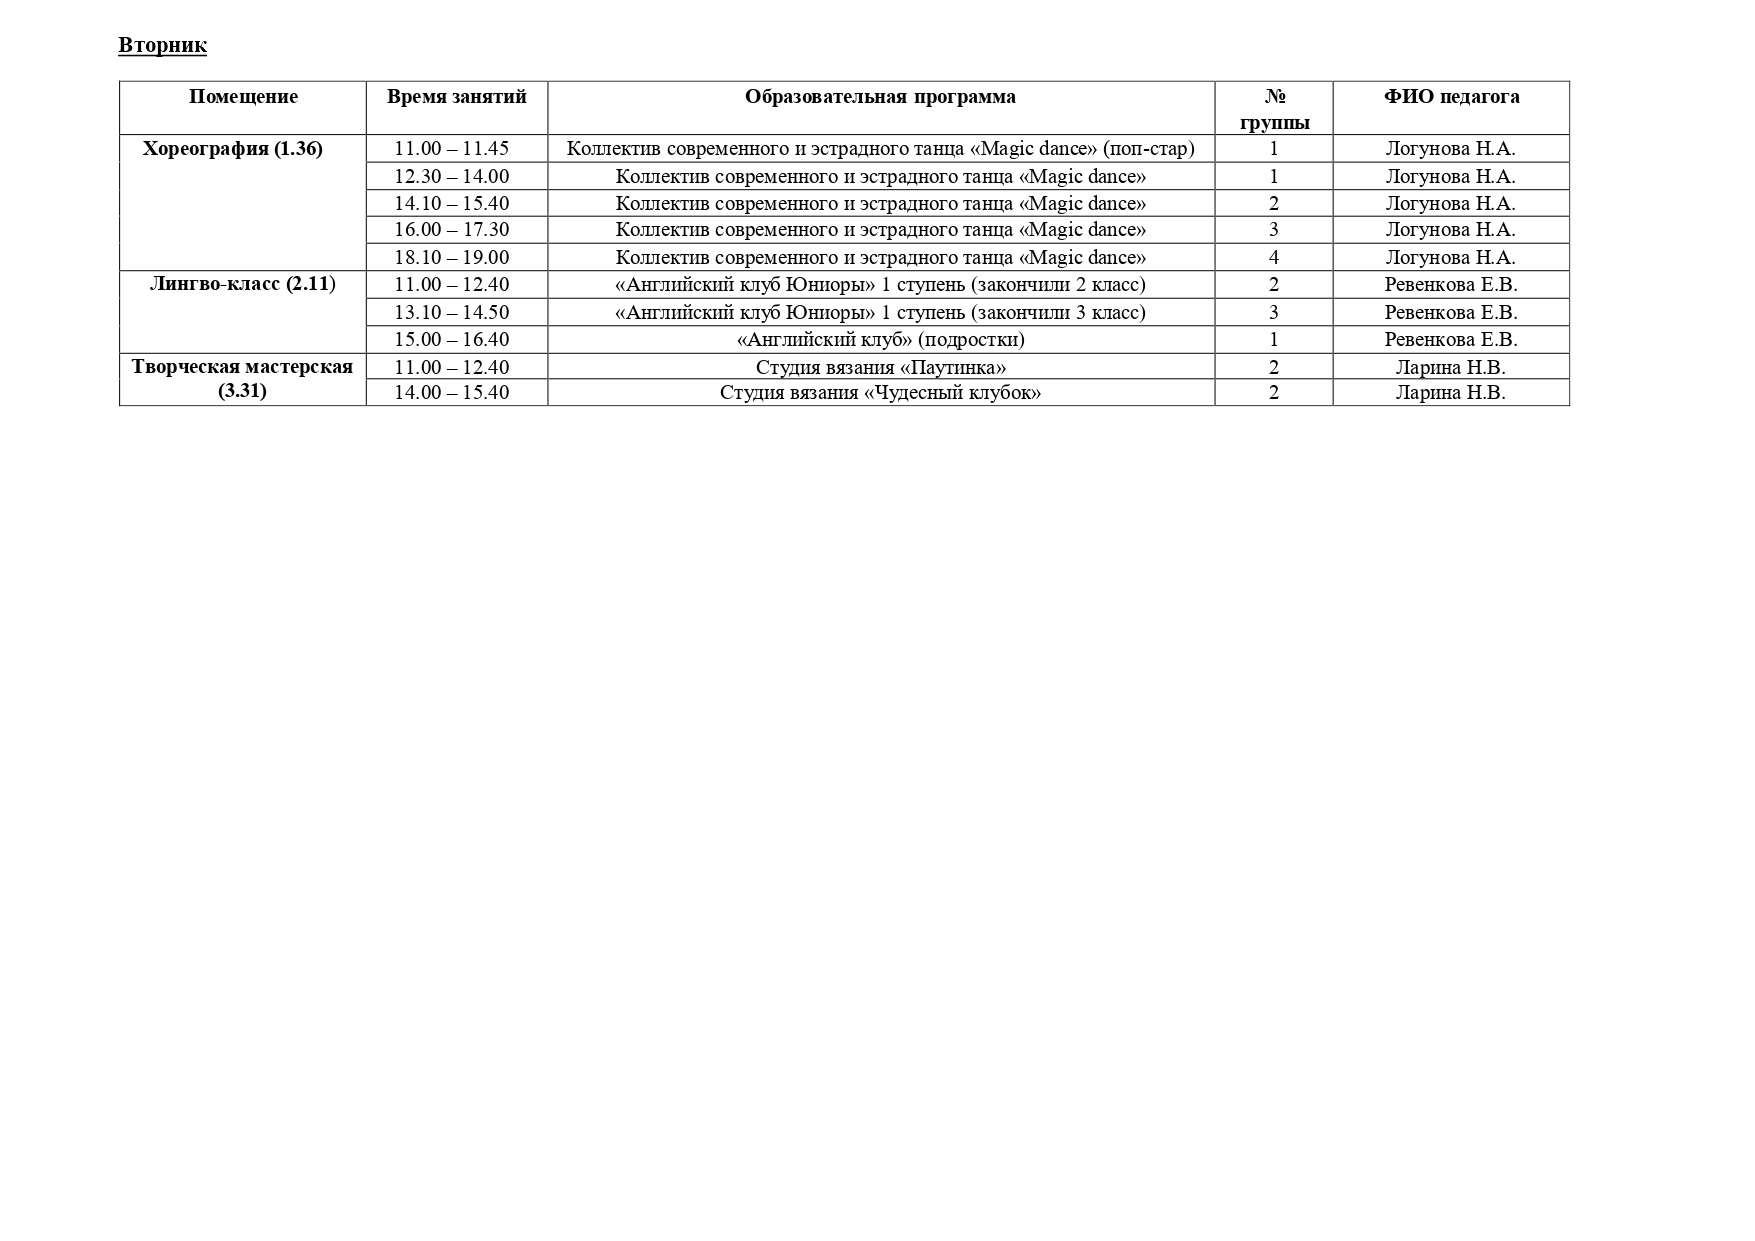 Вторник
Помещение Время занятий Образовательная программа № группы ФИО педагога
Хореография (1.36) 11.00 – 11.45 Коллектив современного и эстрадного танца «Magic dance» (поп-стар) 1 Логунова Н.А.
12.30 – 14.00 Коллектив современного и эстрадного танца «Magic dance» 1 Логунова Н.А.
14.10 – 15.40 Коллектив современного и эстрадного танца «Magic dance» 2 Логунова Н.А.
16.00 – 17.30 Коллектив современного и эстрадного танца «Magic dance» 3 Логунова Н.А.
18.10 – 19.00 Коллектив современного и эстрадного танца «Magic dance» 4 Логунова Н.А.
Лингво-класс (2.11) 11.00 – 12.40 «Английский клуб Юниоры» 1 ступень (закончили 2 класс) 2 Ревенкова Е.В.
13.10 – 14.50 «Английский клуб Юниоры» 1 ступень (закончили 3 класс) 3 Ревенкова Е.В.
15.00 – 16.40 «Английский клуб» (подростки) 1 Ревенкова Е.В.
Творческая мастерская 11.00 – 12.40 Студия вязания «Паутинка» 2 Ларина Н.В.
(3.31) 14.00 – 15.40 Студия вязания «Чудесный клубок» 2 Ларина Н.В.